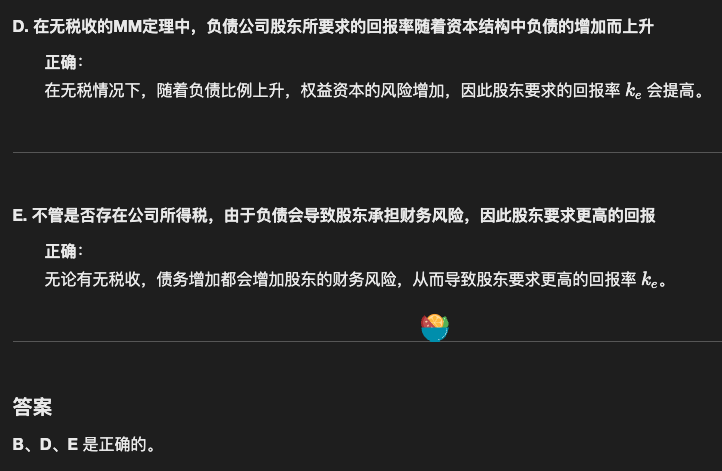 D. 在无税收的MM定理中，负债公司股东所要求的回报率随着资本结构中负债的增加而上升
正确：
在无税情况下，随着负债比例上升，权益资本的风险增加，因此股东要求的回报率 kₑ 会提高。
E. 不管是否存在公司所得税，由于负债会导致股东承担财务风险，因此股东要求更高的回报
正确：
无论有无税收，债务增加都会增加股东的财务风险，从而导致股东要求更高的回报率 kₑ。
答案
B、D、E 是正确的。